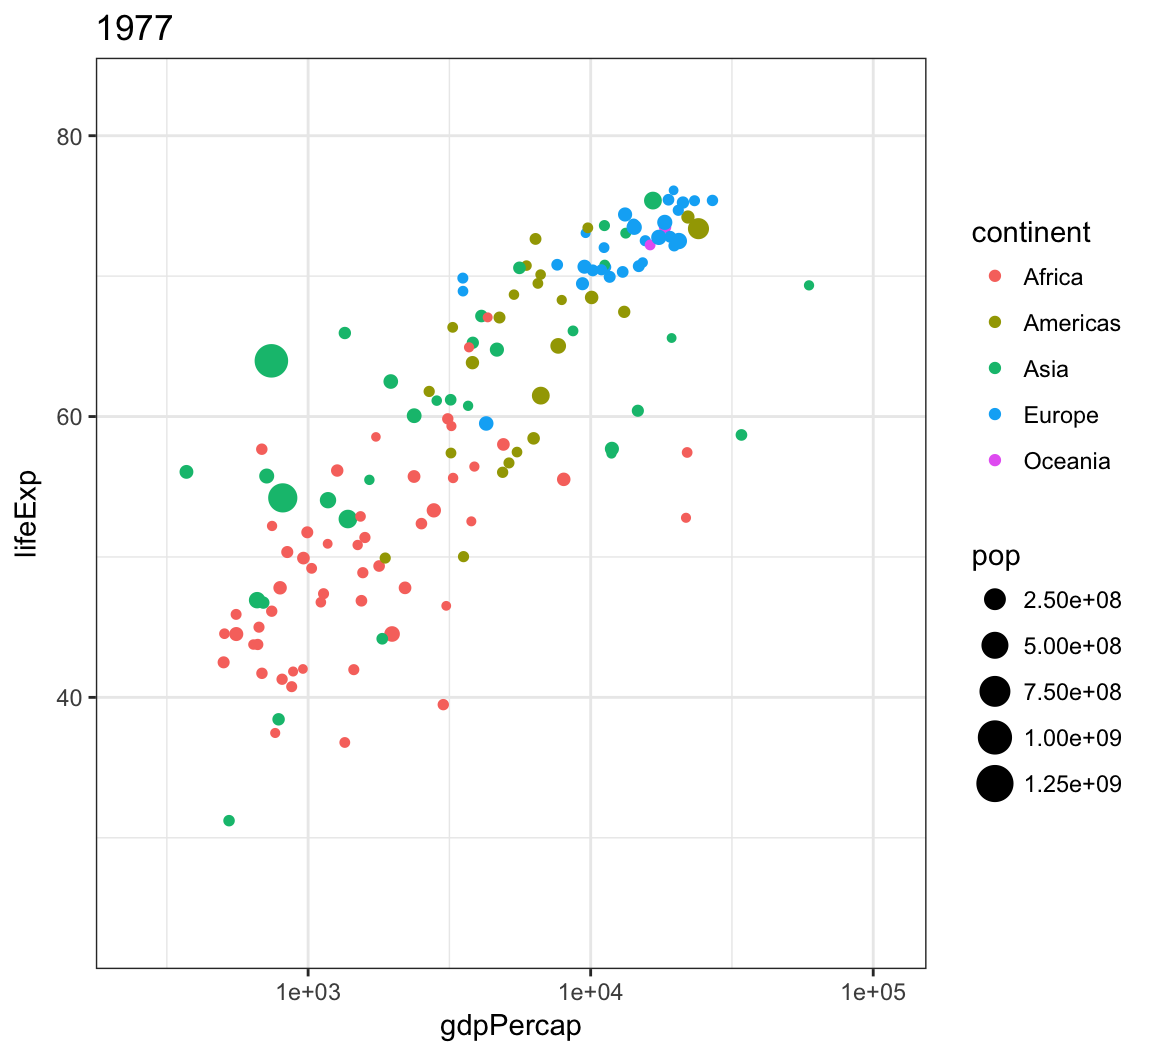 1977
80
60
40
lifeExp
1e+03
1e+04
1e+05
gdpPercap
continent
Africa
Americas
Asia
Europe
Oceania
pop
2.50e+08
5.00e+08
7.50e+08
1.00e+09
1.25e+09